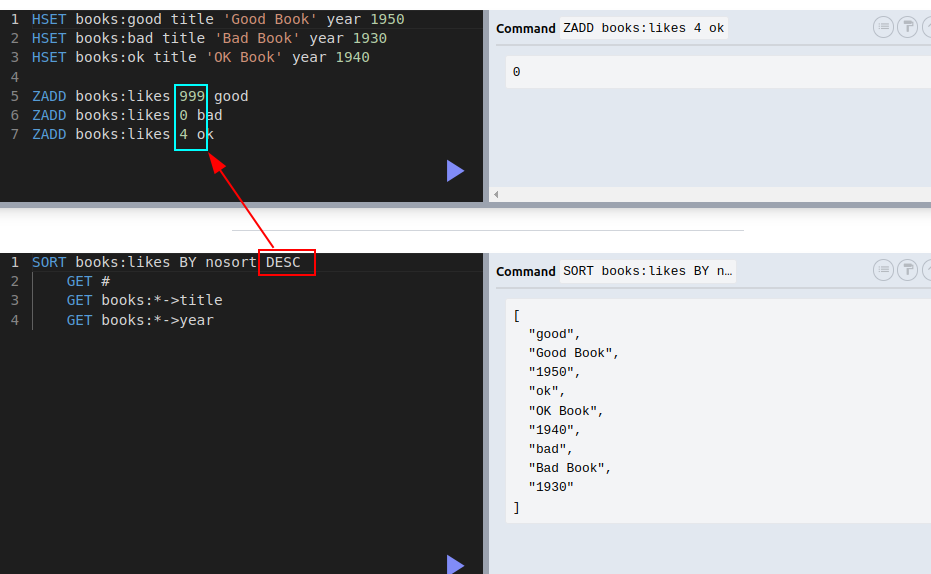 1 HSET books:good title 'Good Book' year 1950
2 HSET books:bad title 'Bad Book' year 1930
3 HSET books:ok title 'OK Book' year 1940
4
5 ZADD books:likes 999 good
6 ZADD books:likes 0 bad
7 ZADD books:likes 4 ok
Command ZADD books:likes 4 ok
0
1 SORT books:likes BY nosort DESC
2 GET #
3 GET books:*->title
4 GET books:*->year
Command SORT books:likes BY n…
[
"good",
"Good Book",
"1950",
"ok",
"OK Book",
"1940",
"bad",
"Bad Book",
"1930"
]